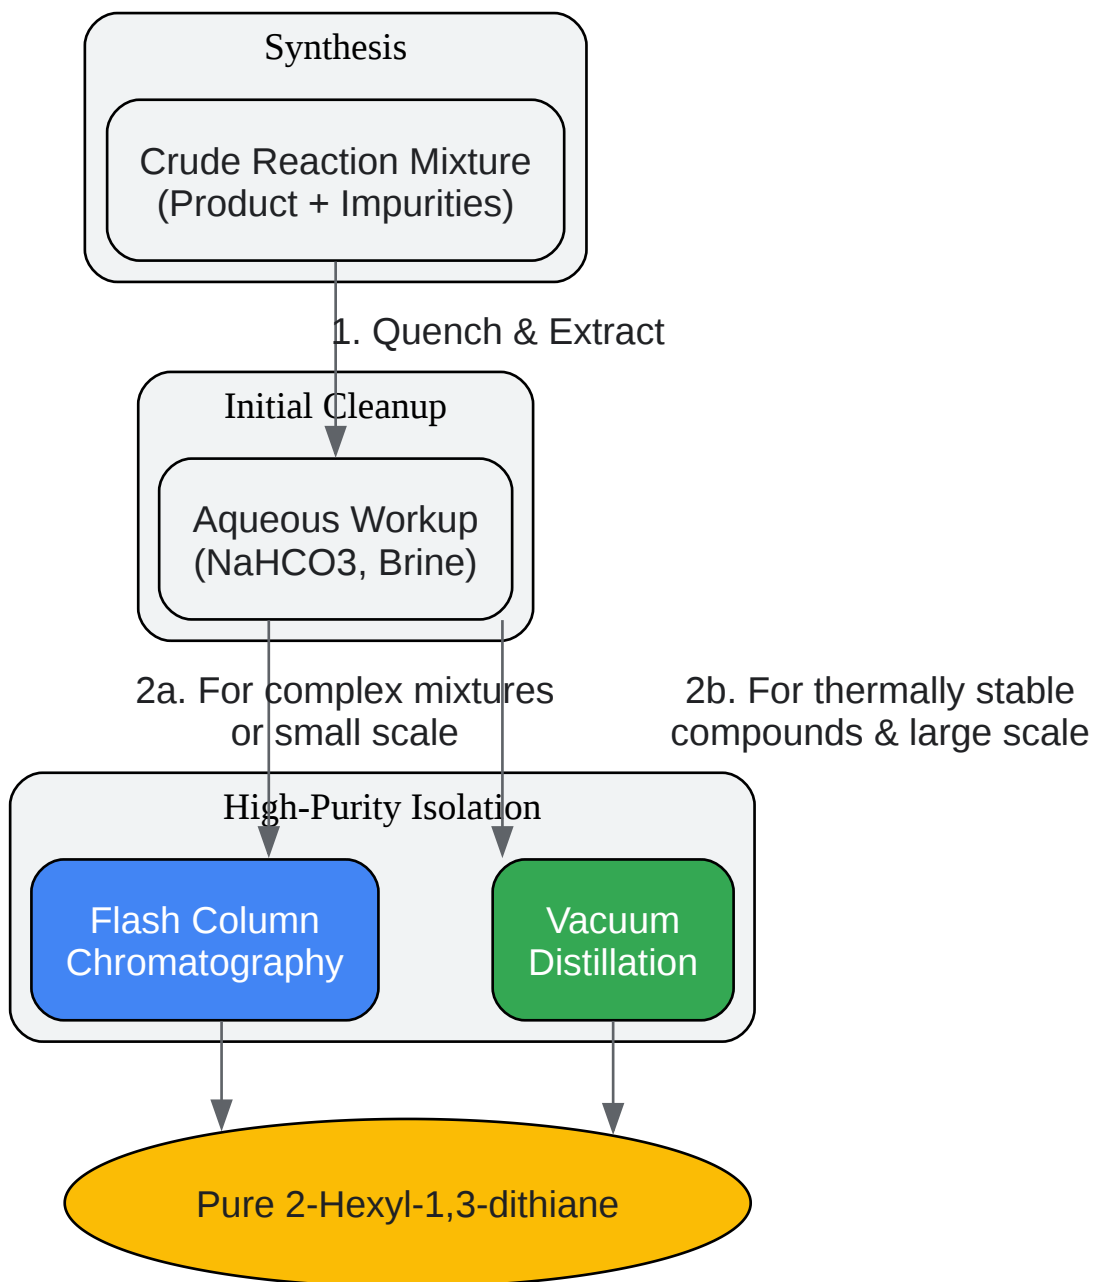 Synthesis
Crude Reaction Mixture
(Product + Impurities)
1. Quench & Extract
Initial Cleanup
Aqueous Workup
(NaHCO3, Brine)
2a. For complex mixtures
or small scale
2b. For thermally stable
compounds & large scale
High-Purity Isolation
Flash Column
Chromatography
Vacuum
Distillation
Pure 2-Hexyl-1,3-dithiane